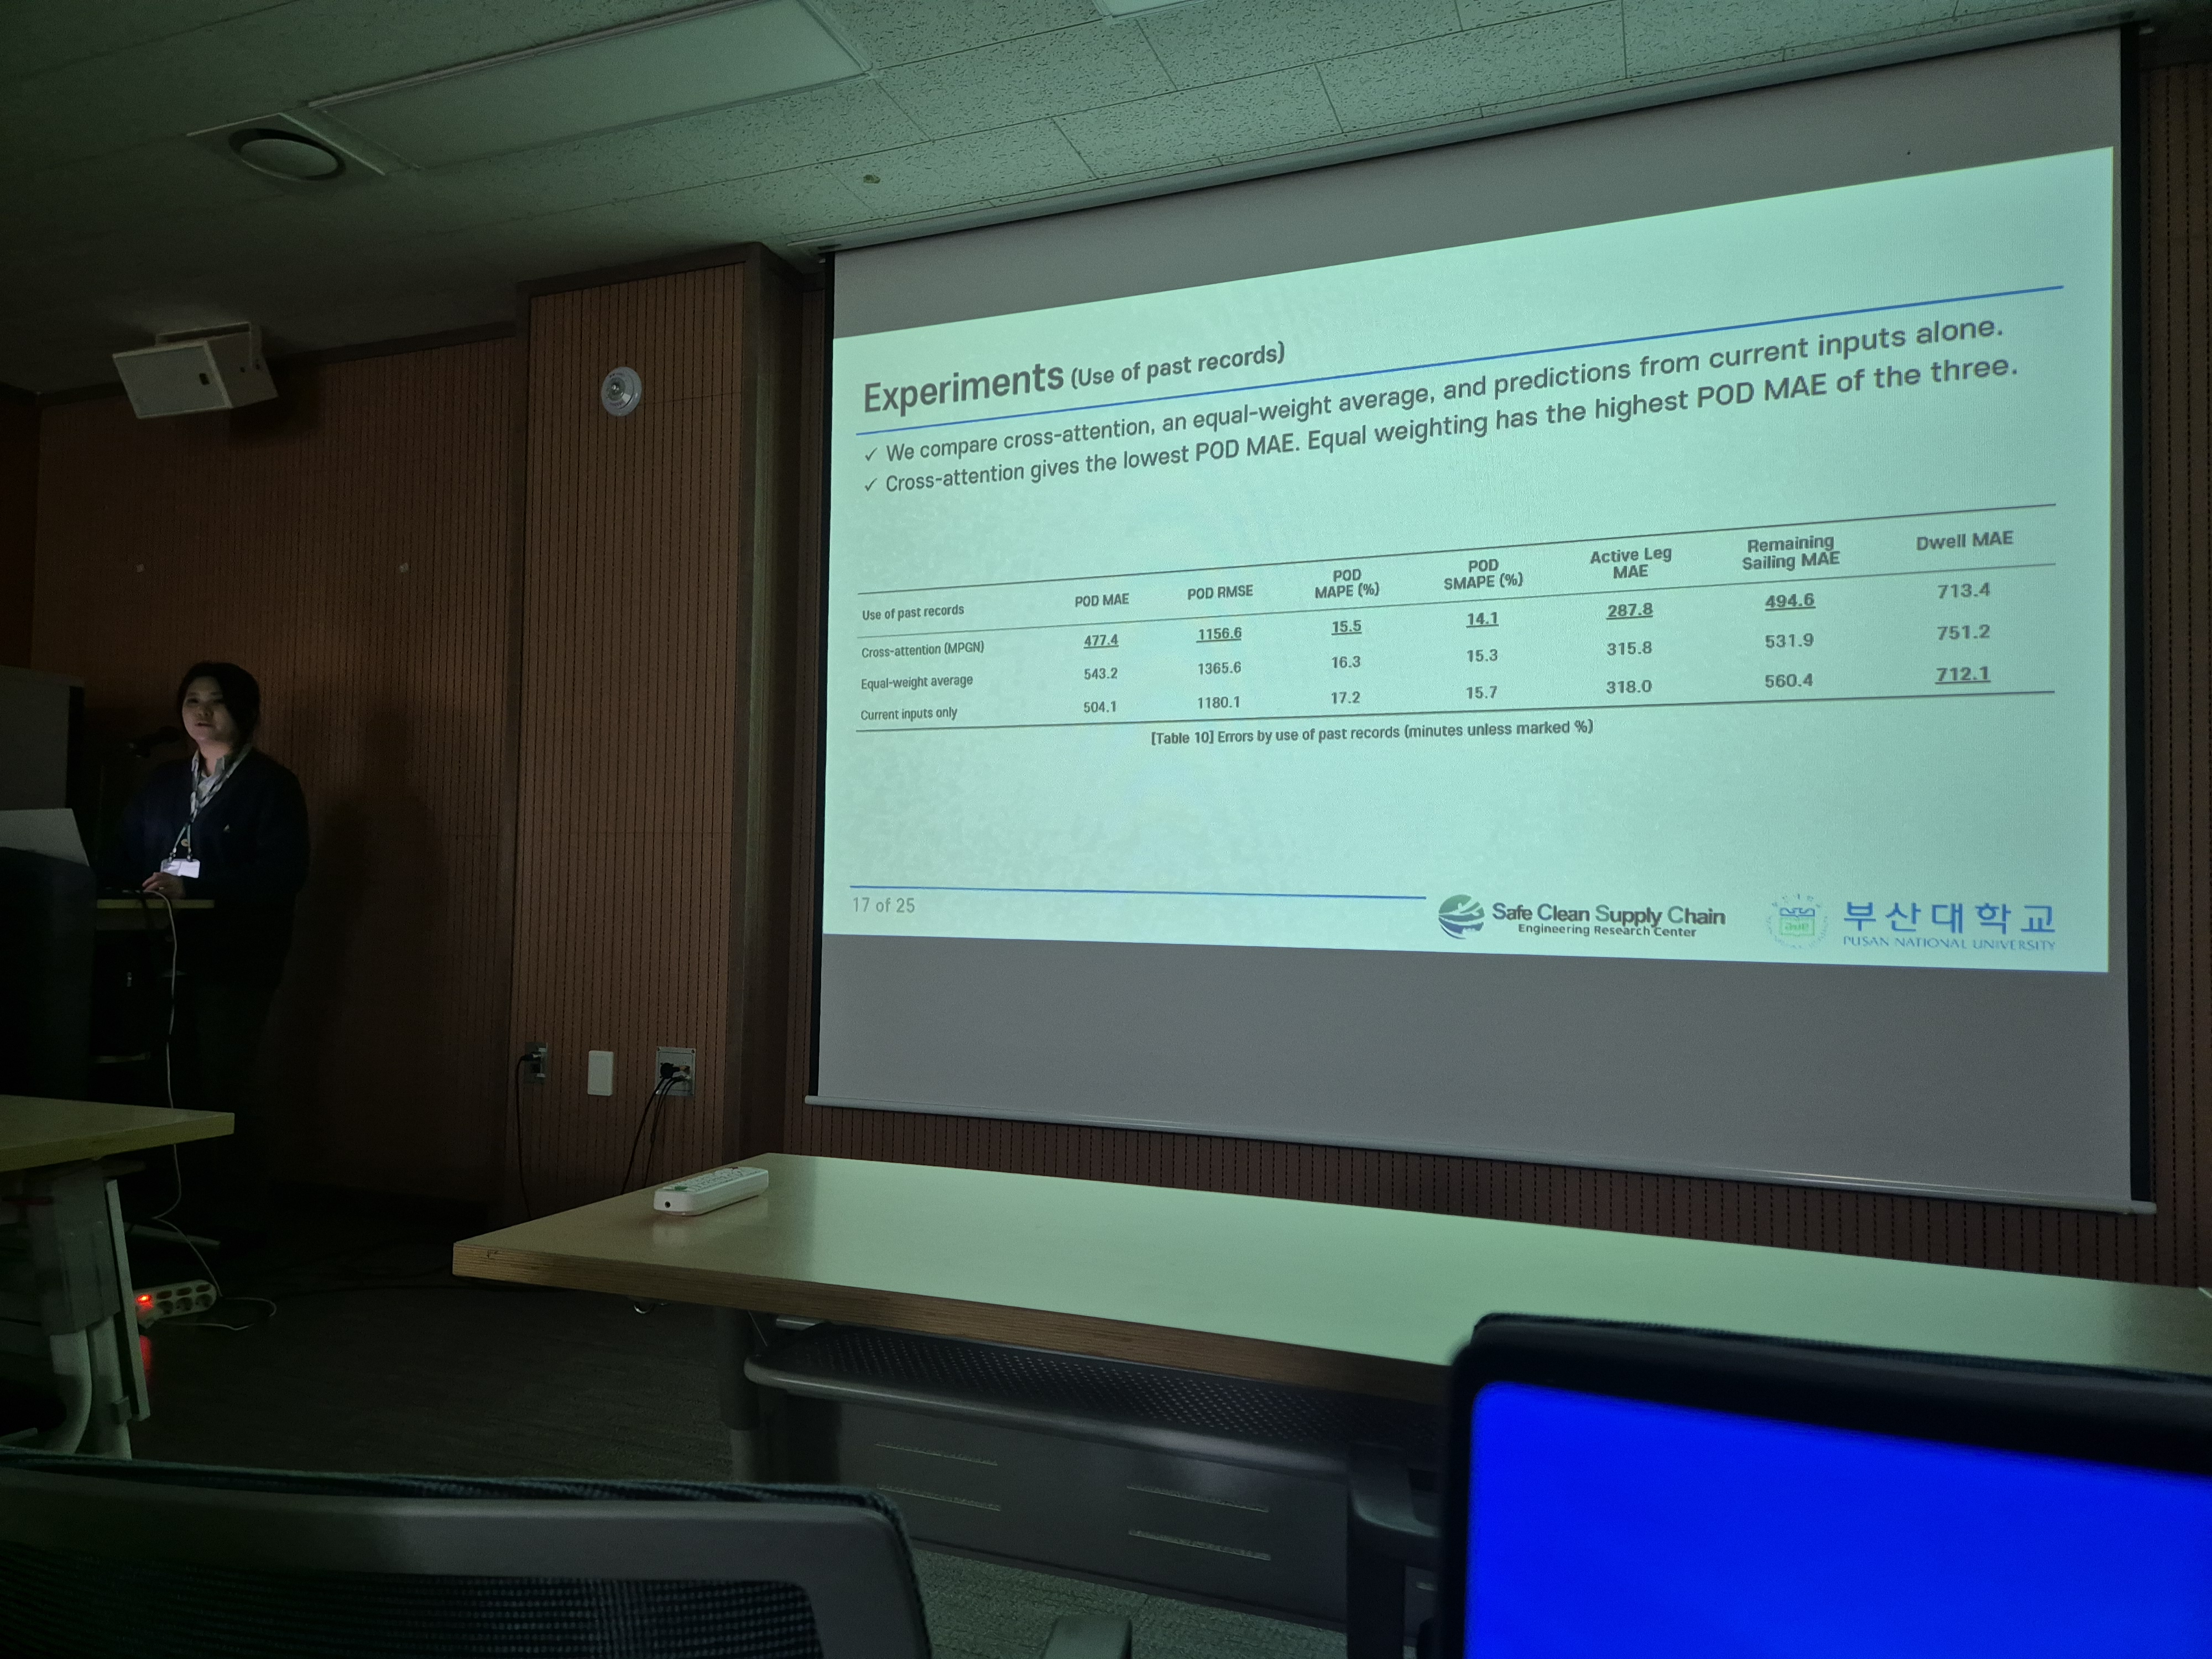 Experiments (Use of past records)
✓ We compare cross-attention, an equal-weight average, and predictions from current inputs alone.
✓ Cross-attention gives the lowest POD MAE. Equal weighting has the highest POD MAE of the three.
Use of past records POD MAE POD RMSE POD MAPE (%) POD SMAPE (%) Active Leg MAE Remaining Sailing MAE Dwell MAE
Cross-attention (MPGN) 477.4 1156.6 15.5 14.1 287.8 494.6 713.4
Equal-weight average 543.2 1365.6 16.3 15.3 315.8 531.9 751.2
Current inputs only 504.1 1180.1 17.2 15.7 318.0 560.4 712.1
[Table 10] Errors by use of past records (minutes unless marked %)
17 of 25
Safe Clean Supply Chain
Engineering Research Center
부산대학교
PUSAN NATIONAL UNIVERSITY